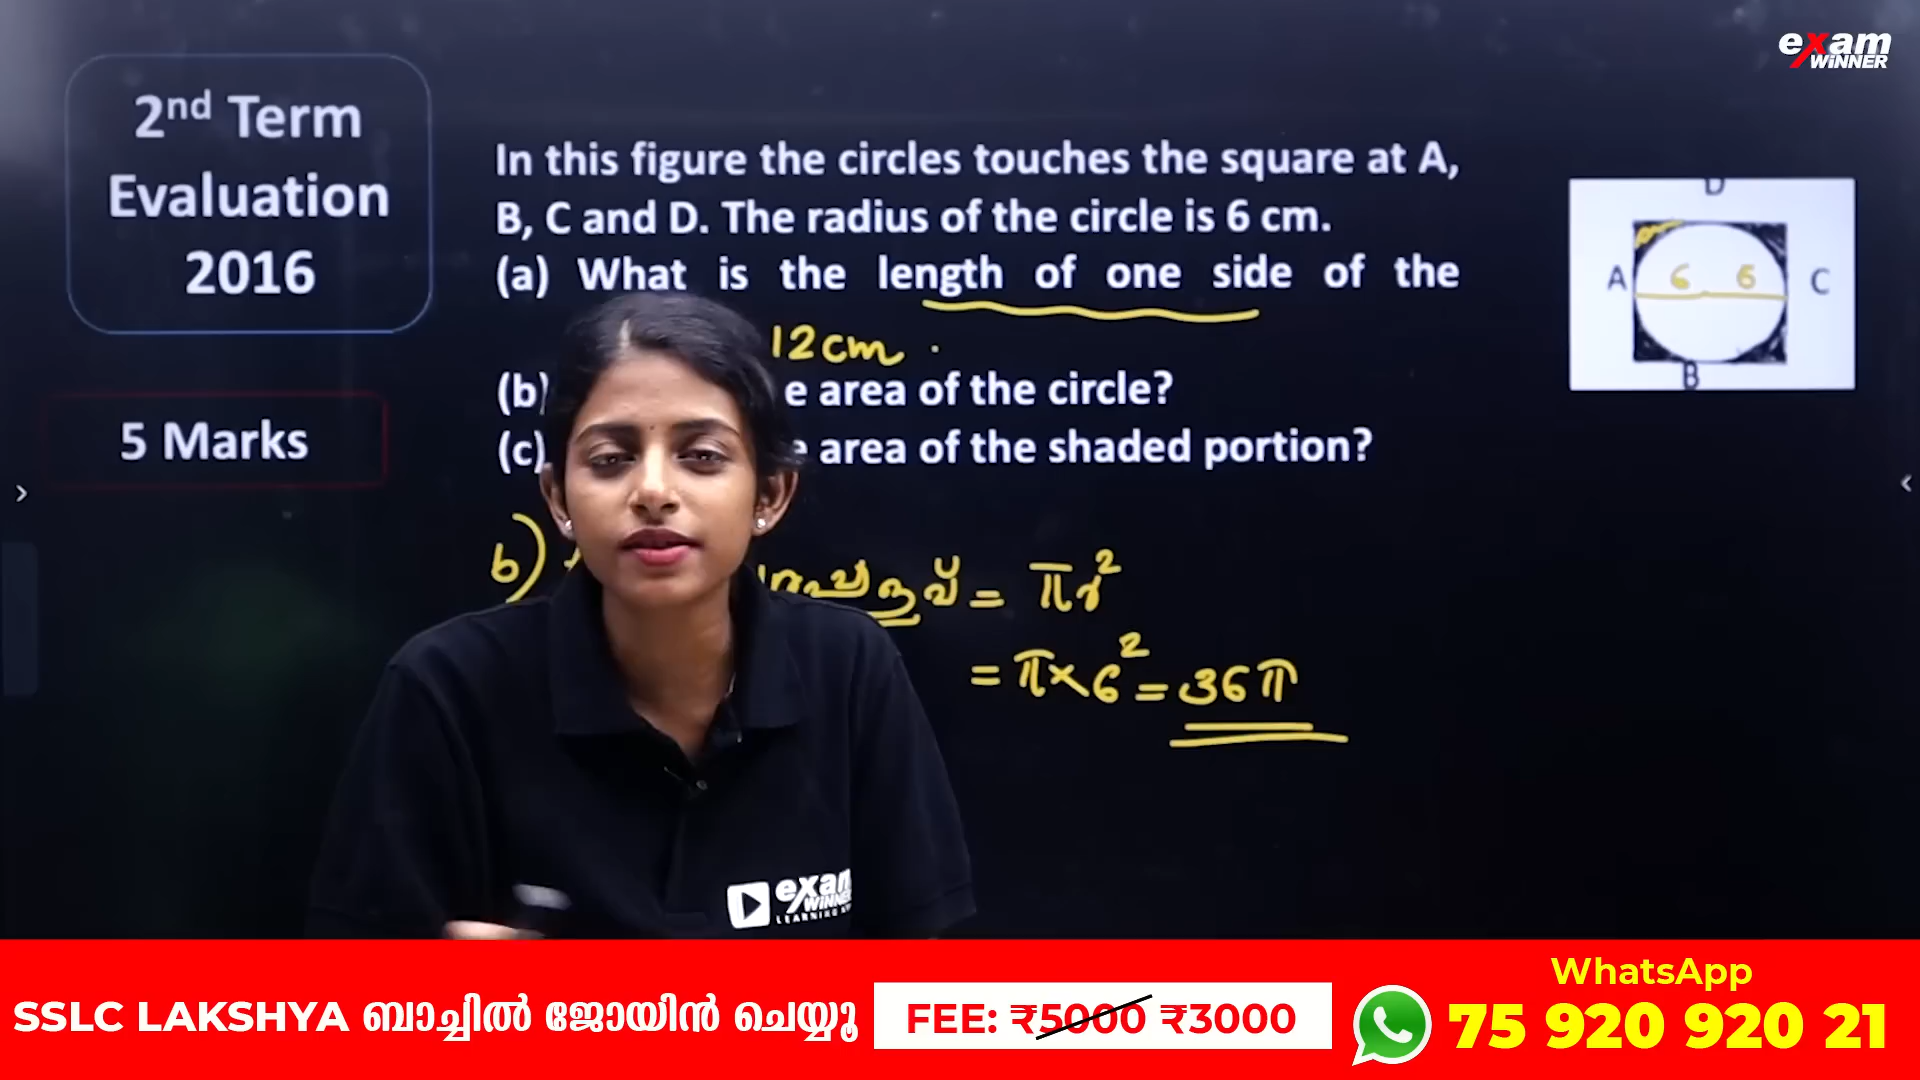 exam
WiNNER
2nd Term
Evaluation
2016
5 Marks
In this figure the circles touches the square at A,
B, C and D. The radius of the circle is 6 cm.
(a) What is the length of one side of the
12cm
(b) area of the circle?
(c) area of the shaded portion?
D
A 6 6 C
B
b) = πr²
= π×6² = 36π
exam
WiNNER
LEARNING
SSLC LAKSHYA ബാച്ചിൽ ജോയിൻ ചെയ്യൂ
FEE: ₹5000 ₹3000
WhatsApp
75 920 920 21